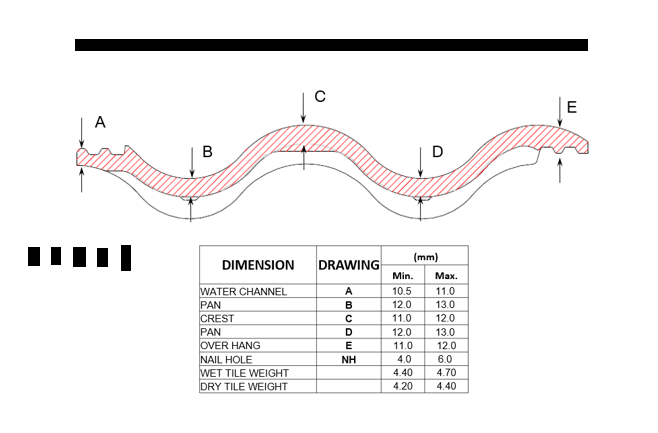 C
E
A
B
D
DIMENSION DRAWING (mm)
Min. Max.
WATER CHANNEL A 10.5 11.0
PAN B 12.0 13.0
CREST C 11.0 12.0
PAN D 12.0 13.0
OVER HANG E 11.0 12.0
NAIL HOLE NH 4.0 6.0
WET TILE WEIGHT 4.40 4.70
DRY TILE WEIGHT 4.20 4.40